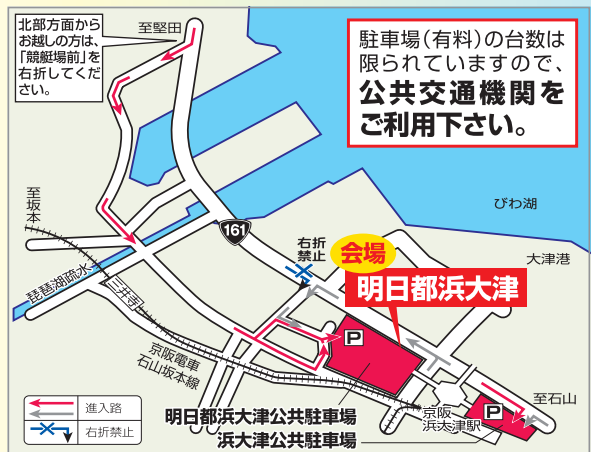 北部方面から
お越しの方は、
「競艇場前」を
右折してくだ
さい。
至堅田
駐車場(有料)の台数は
限られていますので、
公共交通機関を
ご利用下さい。
至坂本
びわ湖
161
右折
禁止
会場
大津港
明日都浜大津
琵琶湖疏水
三井寺
P
京阪電車
石山坂本線
至石山
P
進入路
右折禁止
明日都浜大津公共駐車場
浜大津公共駐車場
京阪
浜大津駅